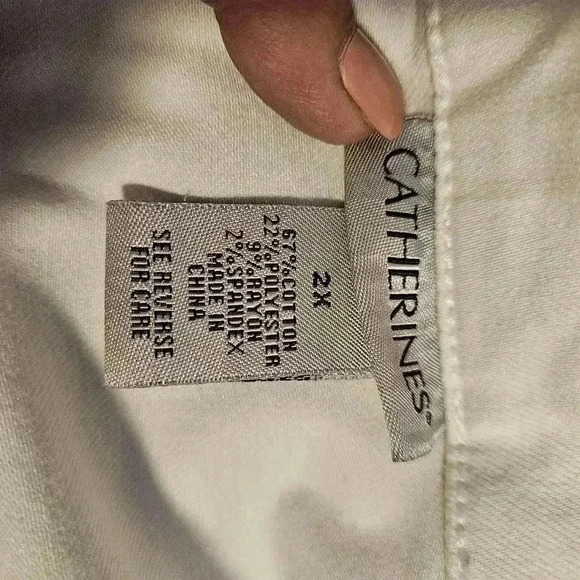 CATHERINES®
2X
67%COTTON
22%POLYESTER
9%RAYON
2%SPANDEX
MADE IN
CHINA
SEE REVERSE
FOR CARE